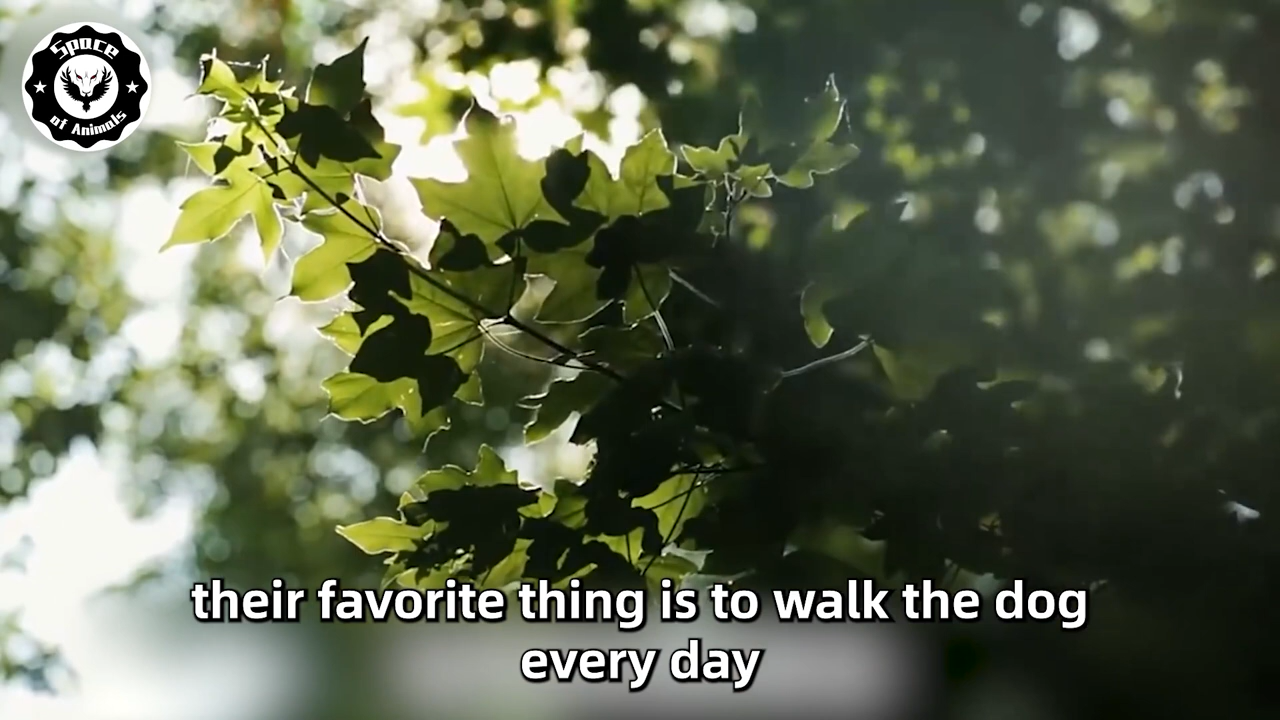 Space
of Animals
their favorite thing is to walk the dog
every day